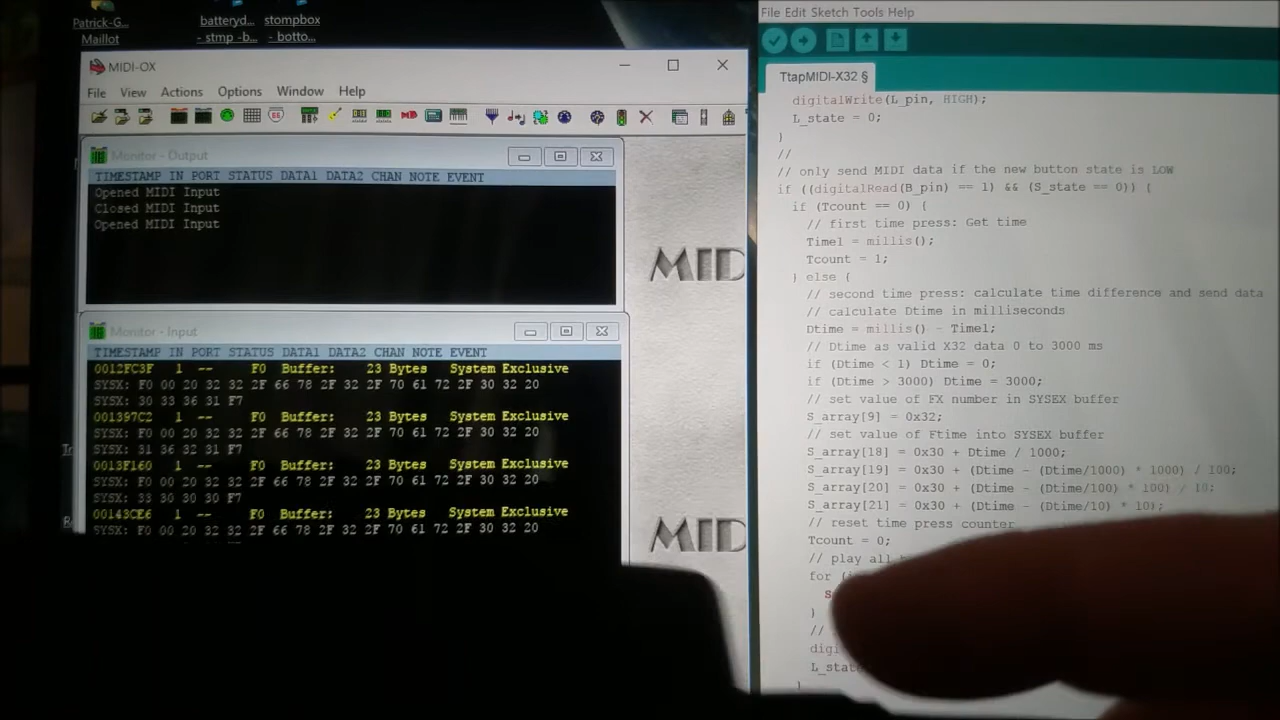 Patrick-G...
Maillot
batteryd...
- stmp -b...
stompbox
- botto...
MIDI-OX
File View Actions Options Window Help
Monitor - Output
TIMESTAMP IN PORT STATUS DATA1 DATA2 CHAN NOTE EVENT
Opened MIDI Input
Closed MIDI Input
Opened MIDI Input
MID
Monitor - Input
TIMESTAMP IN PORT STATUS DATA1 DATA2 CHAN NOTE EVENT
0012FC3F 1 -- F0 Buffer: 23 Bytes System Exclusive
SYSX: F0 00 20 32 32 2F 66 78 2F 32 2F 70 61 72 2F 30 32 20
SYSX: 30 33 36 31 F7
001397C2 1 -- F0 Buffer: 23 Bytes System Exclusive
SYSX: F0 00 20 32 32 2F 66 78 2F 32 2F 70 61 72 2F 30 32 20
SYSX: 31 36 32 31 F7
0013F160 1 -- F0 Buffer: 23 Bytes System Exclusive
SYSX: F0 00 20 32 32 2F 66 78 2F 32 2F 70 61 72 2F 30 32 20
SYSX: 33 30 30 30 F7
00143CE6 1 -- F0 Buffer: 23 Bytes System Exclusive
SYSX: F0 00 20 32 32 2F 66 78 2F 32 2F 70 61 72 2F 30 32 20
MID
File Edit Sketch Tools Help
TtapMIDI-X32 §
digitalWrite(L_pin, HIGH);
L_state = 0;
}
//
// only send MIDI data if the new button state is LOW
if ((digitalRead(B_pin) == 1) && (S_state == 0)) {
if (Tcount == 0) {
// first time press: Get time
Time1 = millis();
Tcount = 1;
} else {
// second time press: calculate time difference and send data
// calculate Dtime in milliseconds
Dtime = millis() - Time1;
// Dtime as valid X32 data 0 to 3000 ms
if (Dtime < 1) Dtime = 0;
if (Dtime > 3000) Dtime = 3000;
// set value of FX number in SYSEX buffer
S_array[9] = 0x32;
// set value of Ftime into SYSEX buffer
S_array[18] = 0x30 + Dtime / 1000;
S_array[19] = 0x30 + (Dtime - (Dtime/1000) * 1000) / 100;
S_array[20] = 0x30 + (Dtime - (Dtime/100) * 100) / 10;
S_array[21] = 0x30 + (Dtime - (Dtime/10) * 10);
// reset time press counter
Tcount = 0;
// play all
for
}
//
}